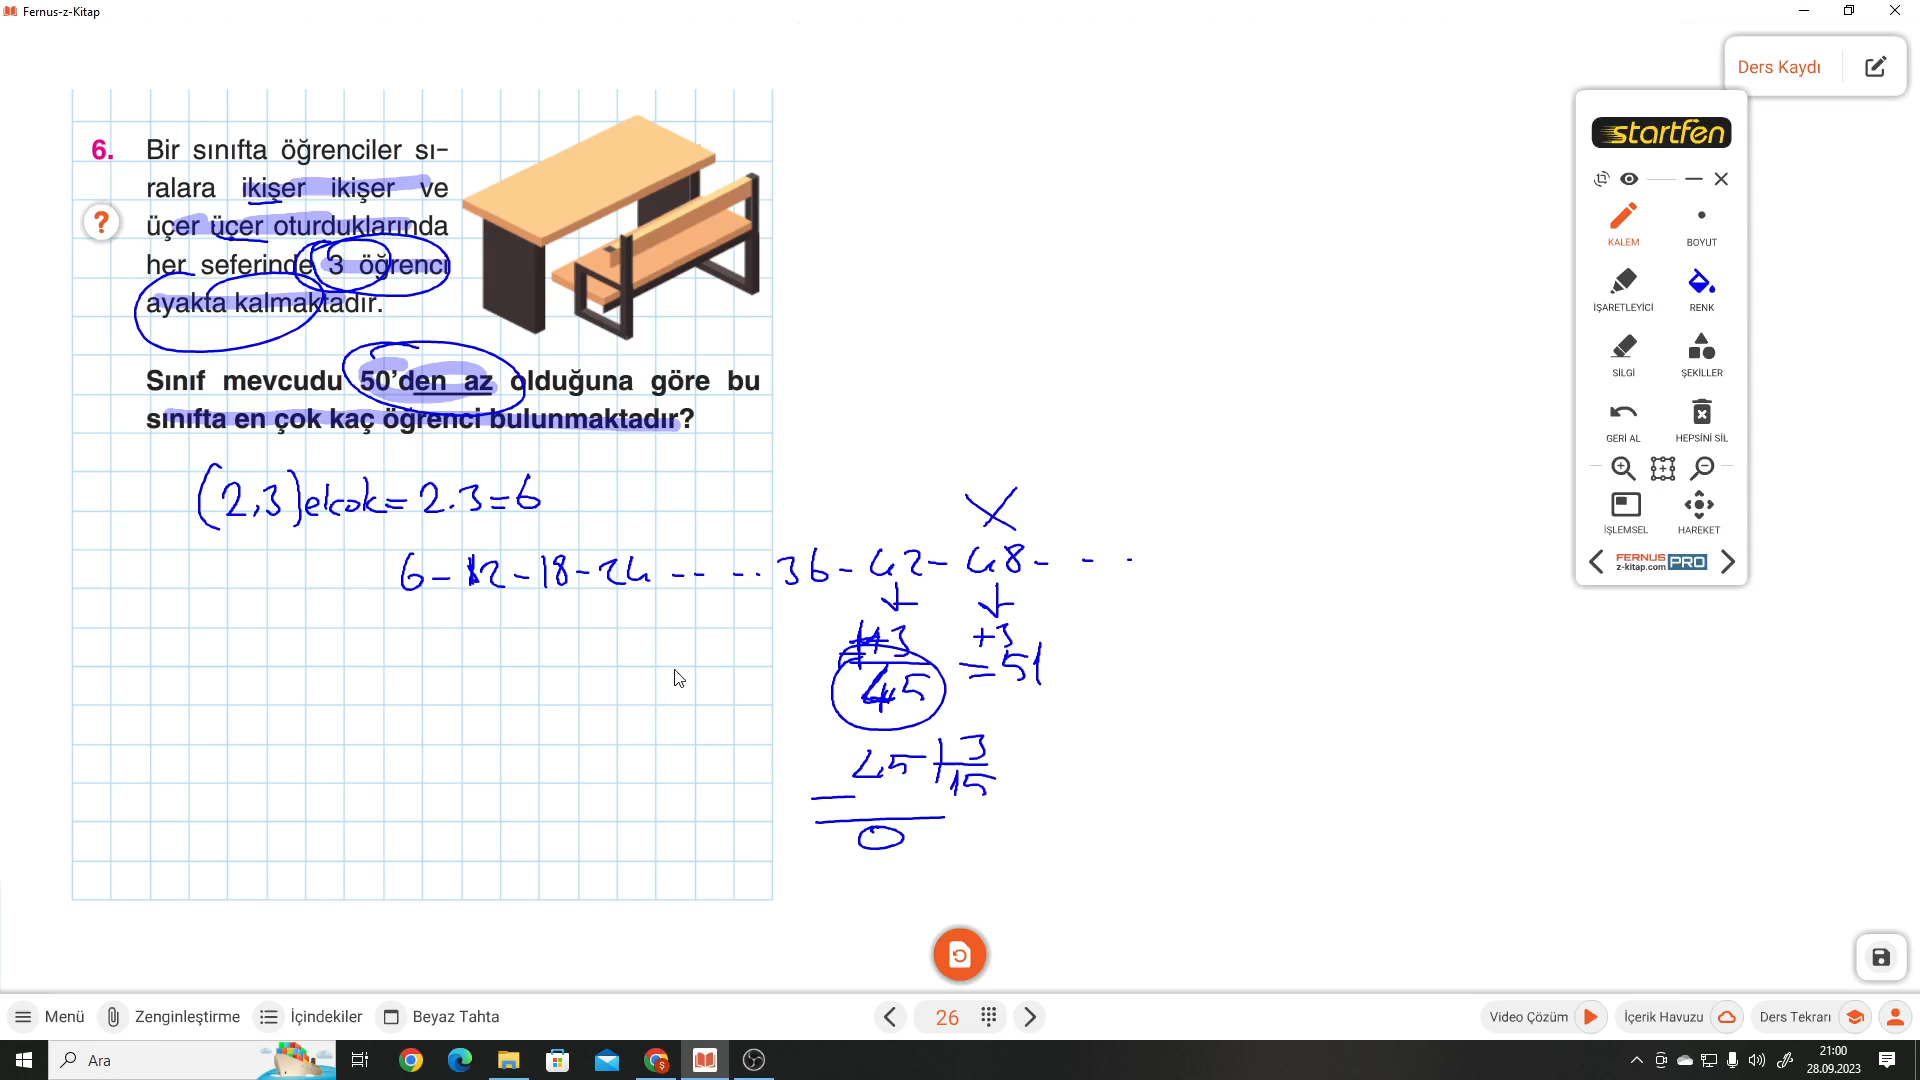 Fernus-z-Kitap
Ders Kaydı
6. Bir sınıfta öğrenciler sı-
ralara ikişer ikişer ve
üçer üçer oturduklarında
her seferinde 3 öğrenci
ayakta kalmaktadır.
Sınıf mevcudu 50'den az olduğuna göre bu
sınıfta en çok kaç öğrenci bulunmaktadır?
?
(2,3)ekok = 2.3 = 6
6 - 12 - 18 - 24 -- -- .. 36 - 42 - 48 - - -
+3 +3
45 = 51
45 3
15
0
startfen
KALEM BOYUT
İŞARETLEYİCİ RENK
SİLGİ ŞEKİLLER
GERİ AL HEPSİNİ SİL
İŞLEMSEL HAREKET
FERNUS
z-kitap.com PRO
Menü Zenginleştirme İçindekiler Beyaz Tahta 26 Video Çözüm İçerik Havuzu Ders Tekrarı
Ara
21:00
28.09.2023